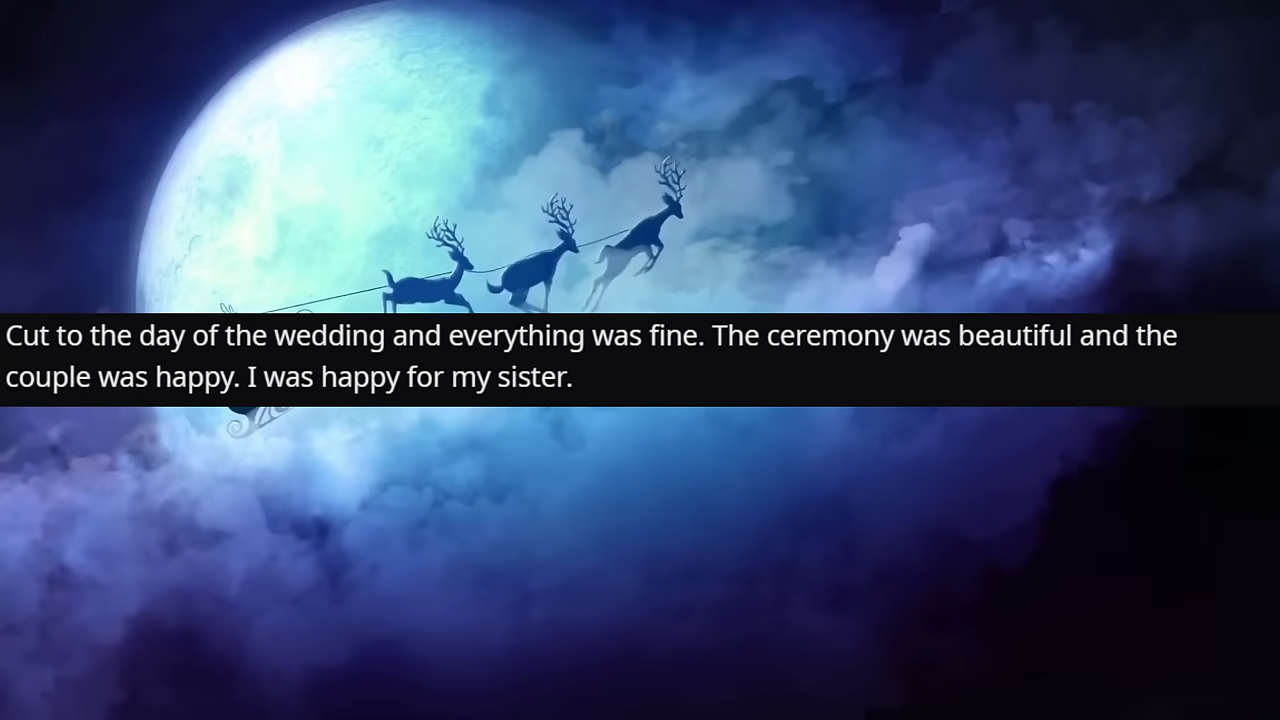 Cut to the day of the wedding and everything was fine. The ceremony was beautiful and the
couple was happy. I was happy for my sister.